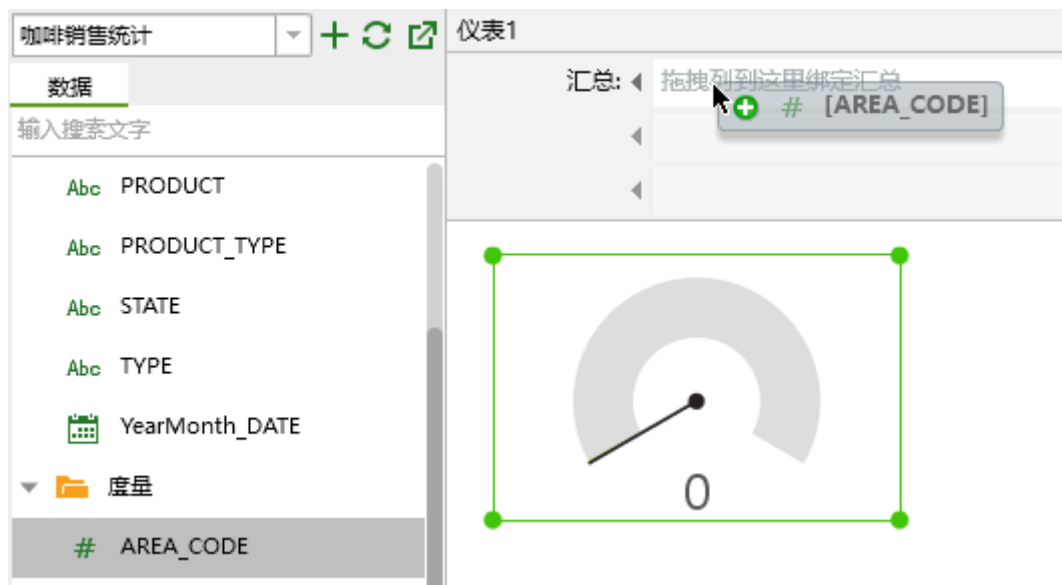 咖啡销售统计
数据
输入搜索文字
Abc PRODUCT
Abc PRODUCT_TYPE
Abc STATE
Abc TYPE
YearMonth_DATE
度量
# AREA_CODE
仪表1
汇总: 拖拽列到这里绑定汇总
# [AREA_CODE]
0